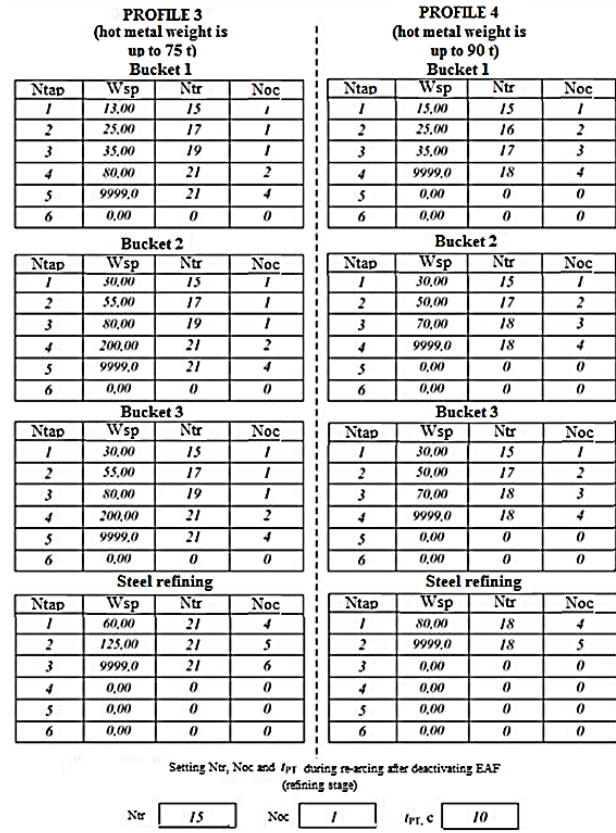 PROFILE 3
(hot metal weight is
up to 75 t)
Bucket 1
Ntap Wsp Ntr Noc
1 13,00 15 1
2 25,00 17 1
3 35,00 19 1
4 80,00 21 2
5 9999,0 21 4
6 0,00 0 0
Bucket 2
Ntap Wsp Ntr Noc
1 30,00 15 1
2 55,00 17 1
3 80,00 19 1
4 200,00 21 2
5 9999,0 21 4
6 0,00 0 0
Bucket 3
Ntap Wsp Ntr Noc
1 30,00 15 1
2 55,00 17 1
3 80,00 19 1
4 200,00 21 2
5 9999,0 21 4
6 0,00 0 0
Steel refining
Ntap Wsp Ntr Noc
1 60,00 21 4
2 125,00 21 5
3 9999,0 21 6
4 0,00 0 0
5 0,00 0 0
6 0,00 0 0
PROFILE 4
(hot metal weight is
up to 90 t)
Bucket 1
Ntap Wsp Ntr Noc
1 15,00 15 1
2 25,00 16 2
3 35,00 17 3
4 9999,0 18 4
5 0,00 0 0
6 0,00 0 0
Bucket 2
Ntap Wsp Ntr Noc
1 30,00 15 1
2 50,00 17 2
3 70,00 18 3
4 9999,0 18 4
5 0,00 0 0
6 0,00 0 0
Bucket 3
Ntap Wsp Ntr Noc
1 30,00 15 1
2 50,00 17 2
3 70,00 18 3
4 9999,0 18 4
5 0,00 0 0
6 0,00 0 0
Steel refining
Ntap Wsp Ntr Noc
1 80,00 18 4
2 9999,0 18 5
3 0,00 0 0
4 0,00 0 0
5 0,00 0 0
6 0,00 0 0
Setting Ntr, Noc and tPT during re-arcing after deactivating EAF
(refining stage)
Ntr 15 Noc 1 tPT, c 10